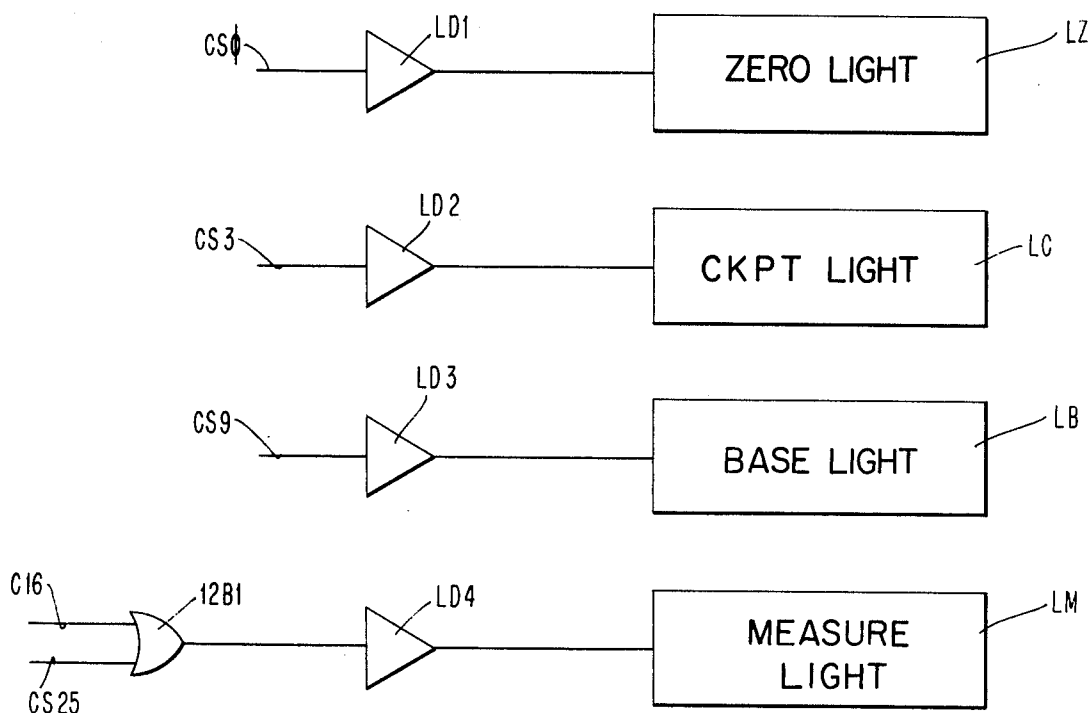 CSϕ
LD1
ZERO LIGHT
LZ
CS3
LD2
CKPT LIGHT
LC
CS9
LD3
BASE LIGHT
LB
C16
CS25
12B1
LD4
MEASURE
LIGHT
LM